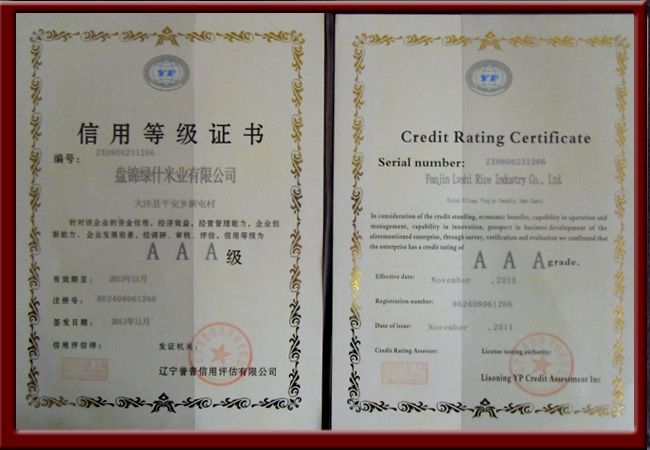 YP
信用等级证书
编号: ZX0806231266
盘锦绿什米业有限公司
大洼县平安乡新屯村
针对该企业的资金信用、经济效益、经营管理能力、企业创
新能力、企业发展前景、经调研、审核、评估、信用等级为
AAA级
有效期至: 2013年11月
注册号: 862408061266
签发日期: 2011年11月
信用评估师: 发证机关:
辽宁誉普信用评估有限公司
YP
Credit Rating Certificate
Serial number: ZX0806231266
Panjin Lvshi Rice Industry Co., Ltd.
In consideration of the credit standing, economic benefits, capability in operation and
management, capability in innovation, prospect in business development of the
aforementioned enterprise, through survey, verification and evaluation we confirmed that
the enterprise has a credit rating of AAA grade.
Effective date: November ,2013
Registration number: 862408061266
Date of issue: November ,2011
Credit Rating Assessor: License issuing authority:
Liaoning YP Credit Assessment Inc